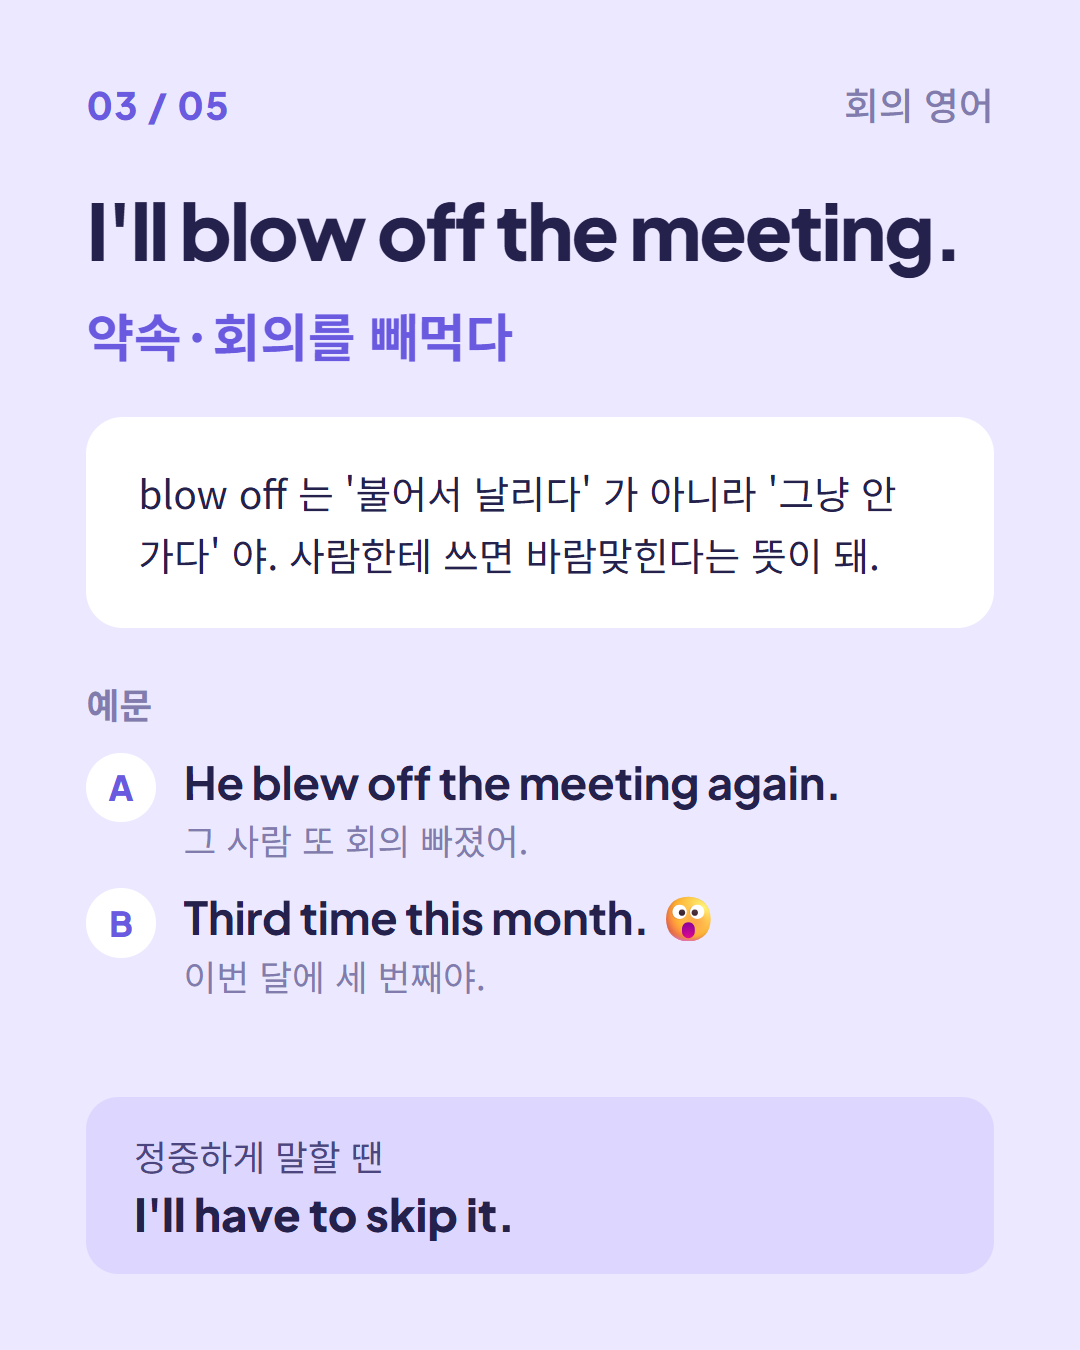 03 / 05
회의 영어
I'll blow off the meeting.
약속·회의를 빼먹다
blow off 는 '불어서 날리다' 가 아니라 '그냥 안
가다' 야. 사람한테 쓰면 바람맞힌다는 뜻이 돼.
예문
A
He blew off the meeting again.
그 사람 또 회의 빠졌어.
B
Third time this month. 😲
이번 달에 세 번째야.
정중하게 말할 땐
I'll have to skip it.